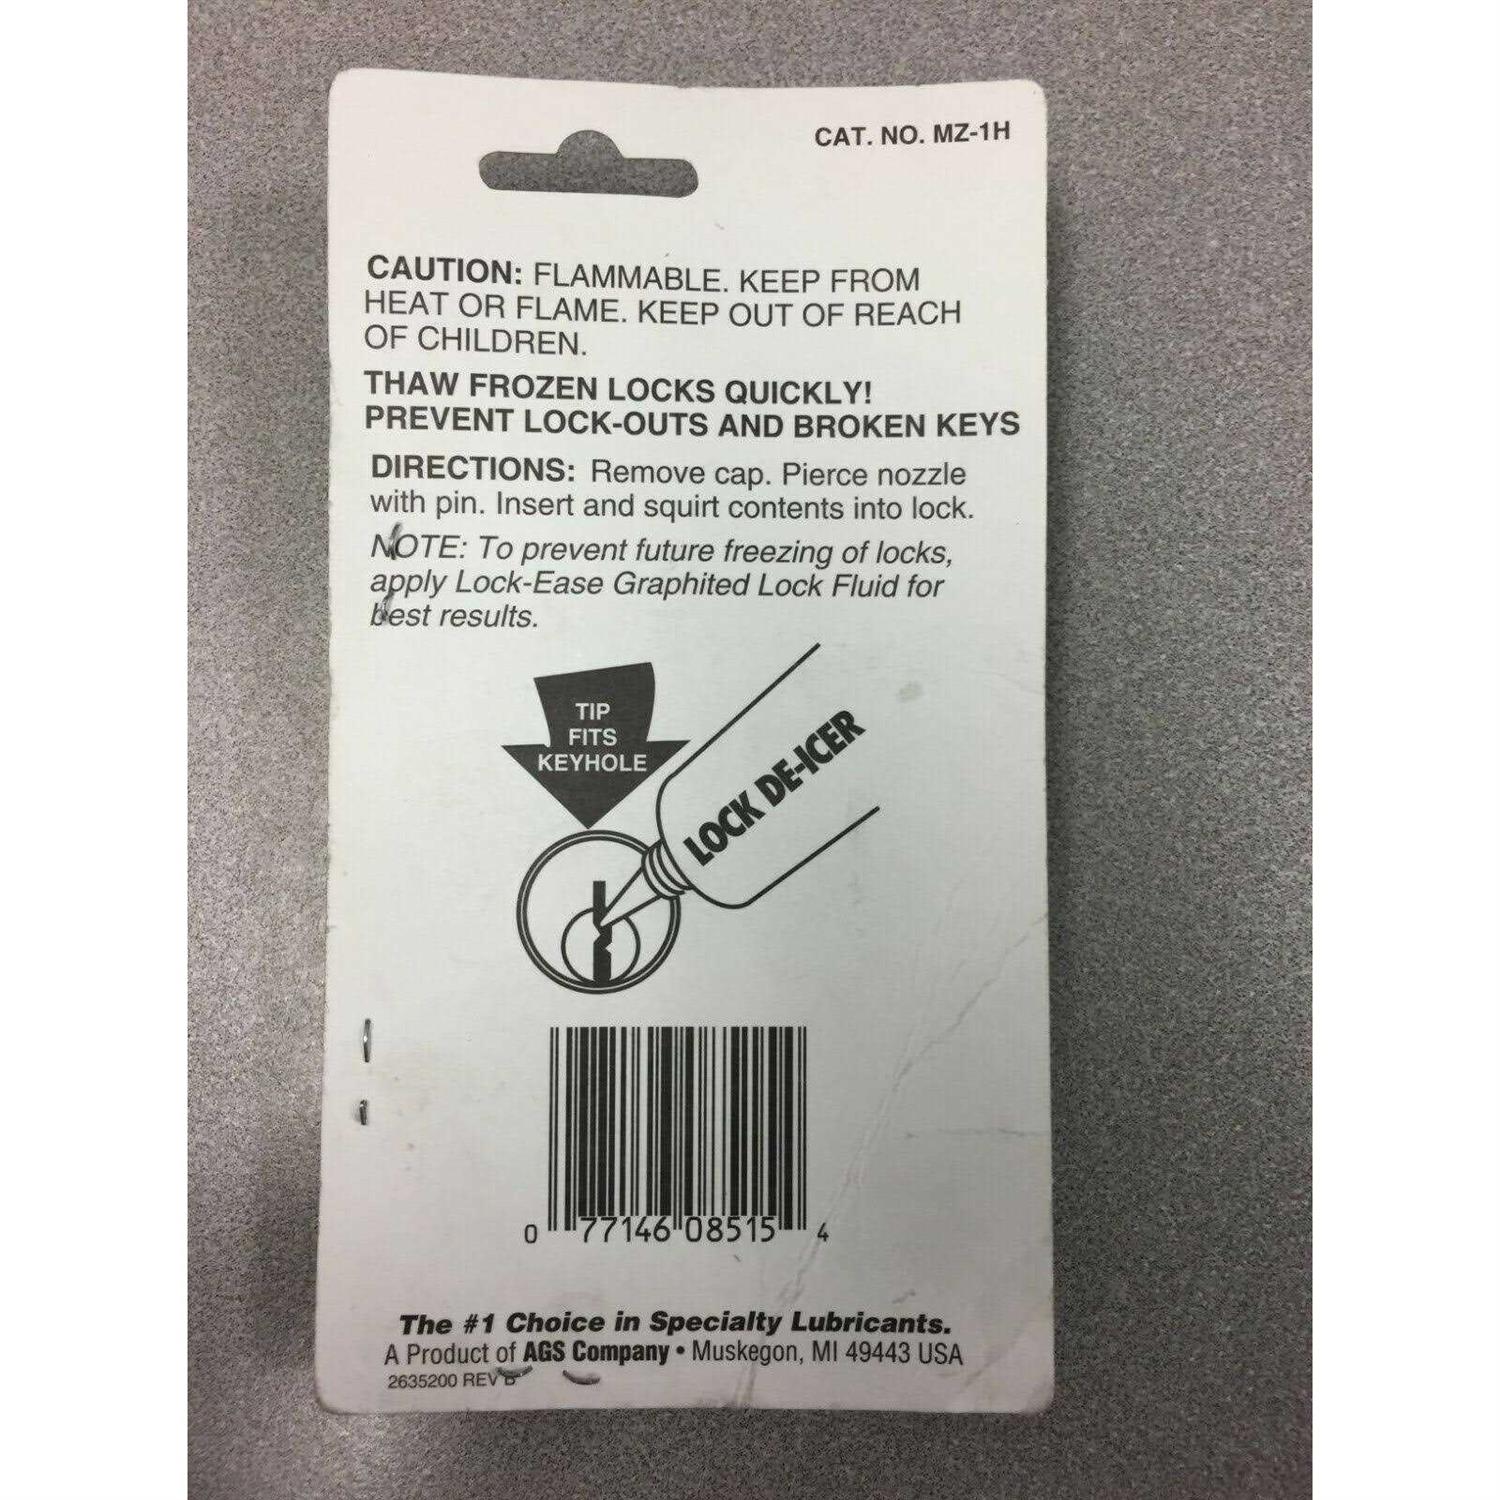 CAT. NO. MZ-1H
CAUTION: FLAMMABLE. KEEP FROM
HEAT OR FLAME. KEEP OUT OF REACH
OF CHILDREN.
THAW FROZEN LOCKS QUICKLY!
PREVENT LOCK-OUTS AND BROKEN KEYS
DIRECTIONS: Remove cap. Pierce nozzle
with pin. Insert and squirt contents into lock.
NOTE: To prevent future freezing of locks,
apply Lock-Ease Graphited Lock Fluid for
best results.
TIP
FITS
KEYHOLE
LOCK DE-ICER
0 77146 08515 4
The #1 Choice in Specialty Lubricants.
A Product of AGS Company • Muskegon, MI 49443 USA
2635200 REV B